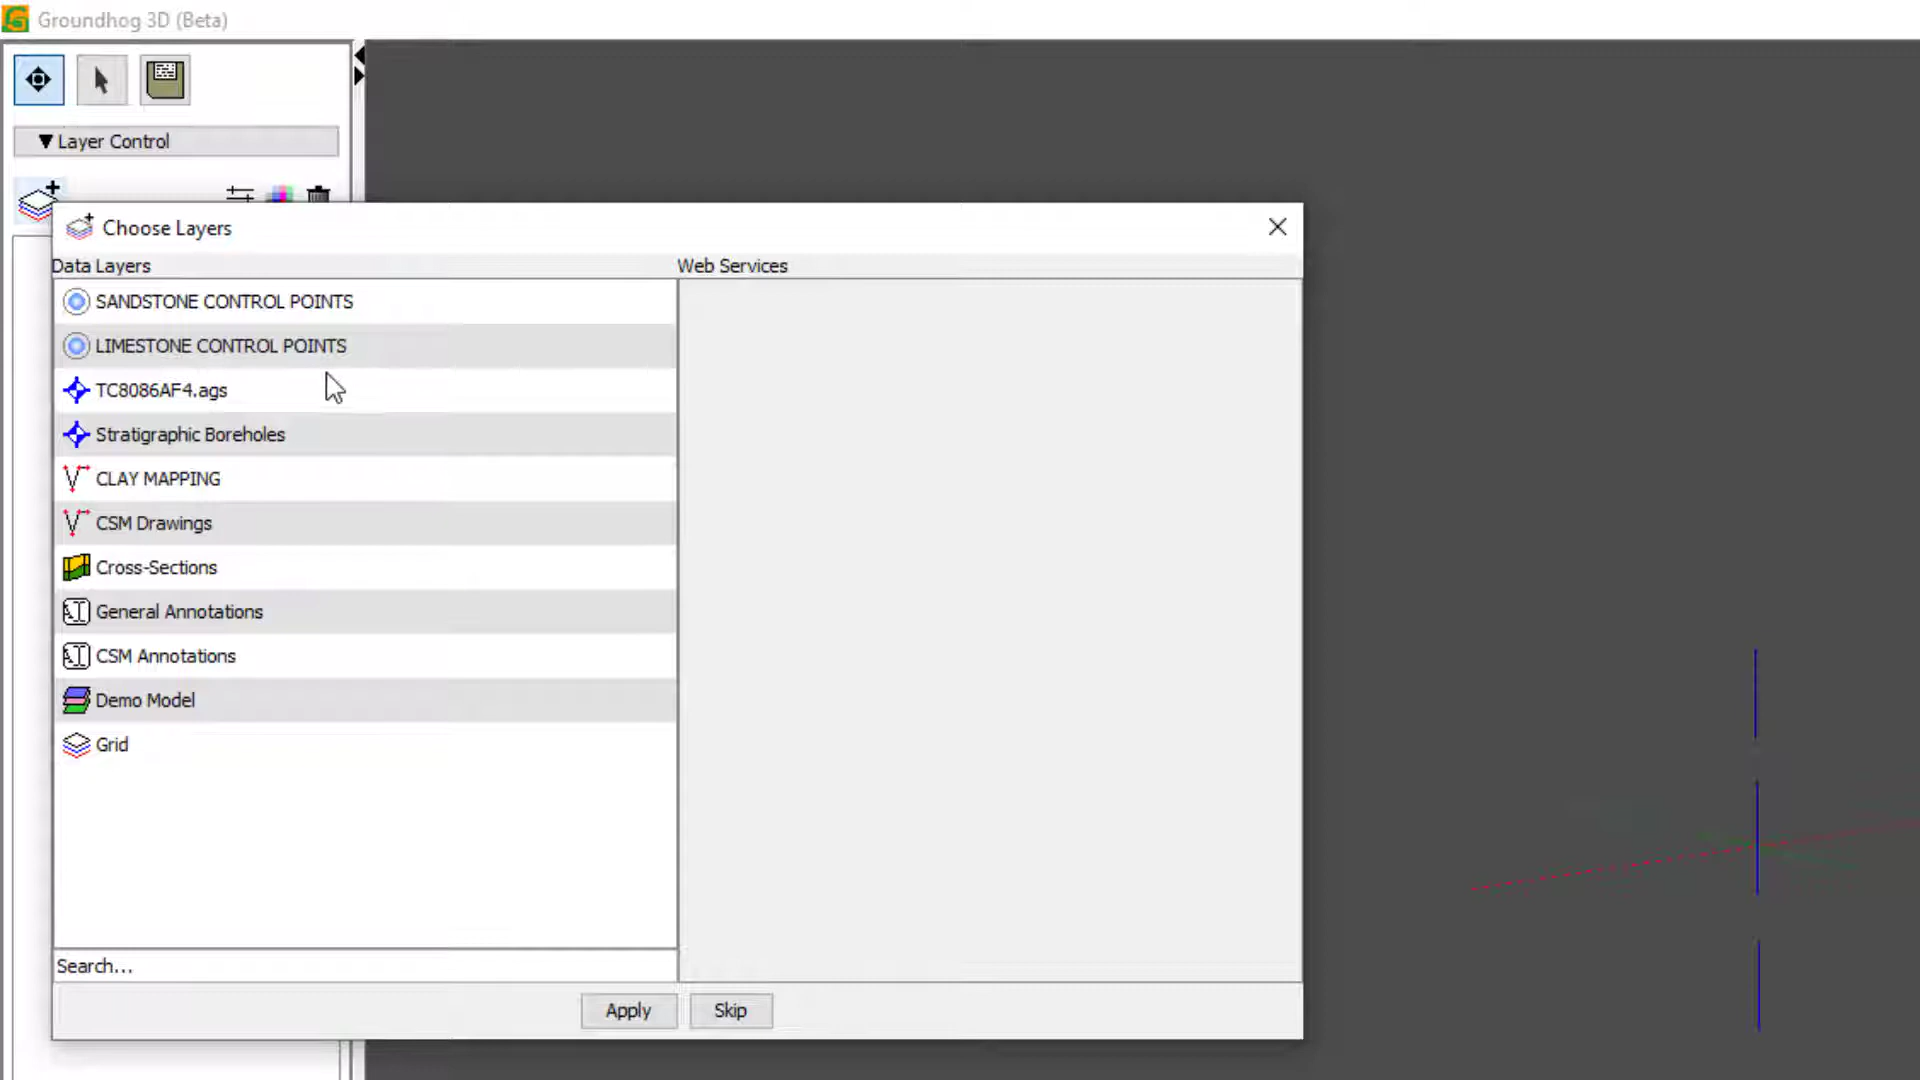 Groundhog 3D (Beta)
▼ Layer Control
Choose Layers
Data Layers
Web Services
SANDSTONE CONTROL POINTS
LIMESTONE CONTROL POINTS
TC8086AF4.ags
Stratigraphic Boreholes
CLAY MAPPING
CSM Drawings
Cross-Sections
General Annotations
CSM Annotations
Demo Model
Grid
Search...
Apply
Skip